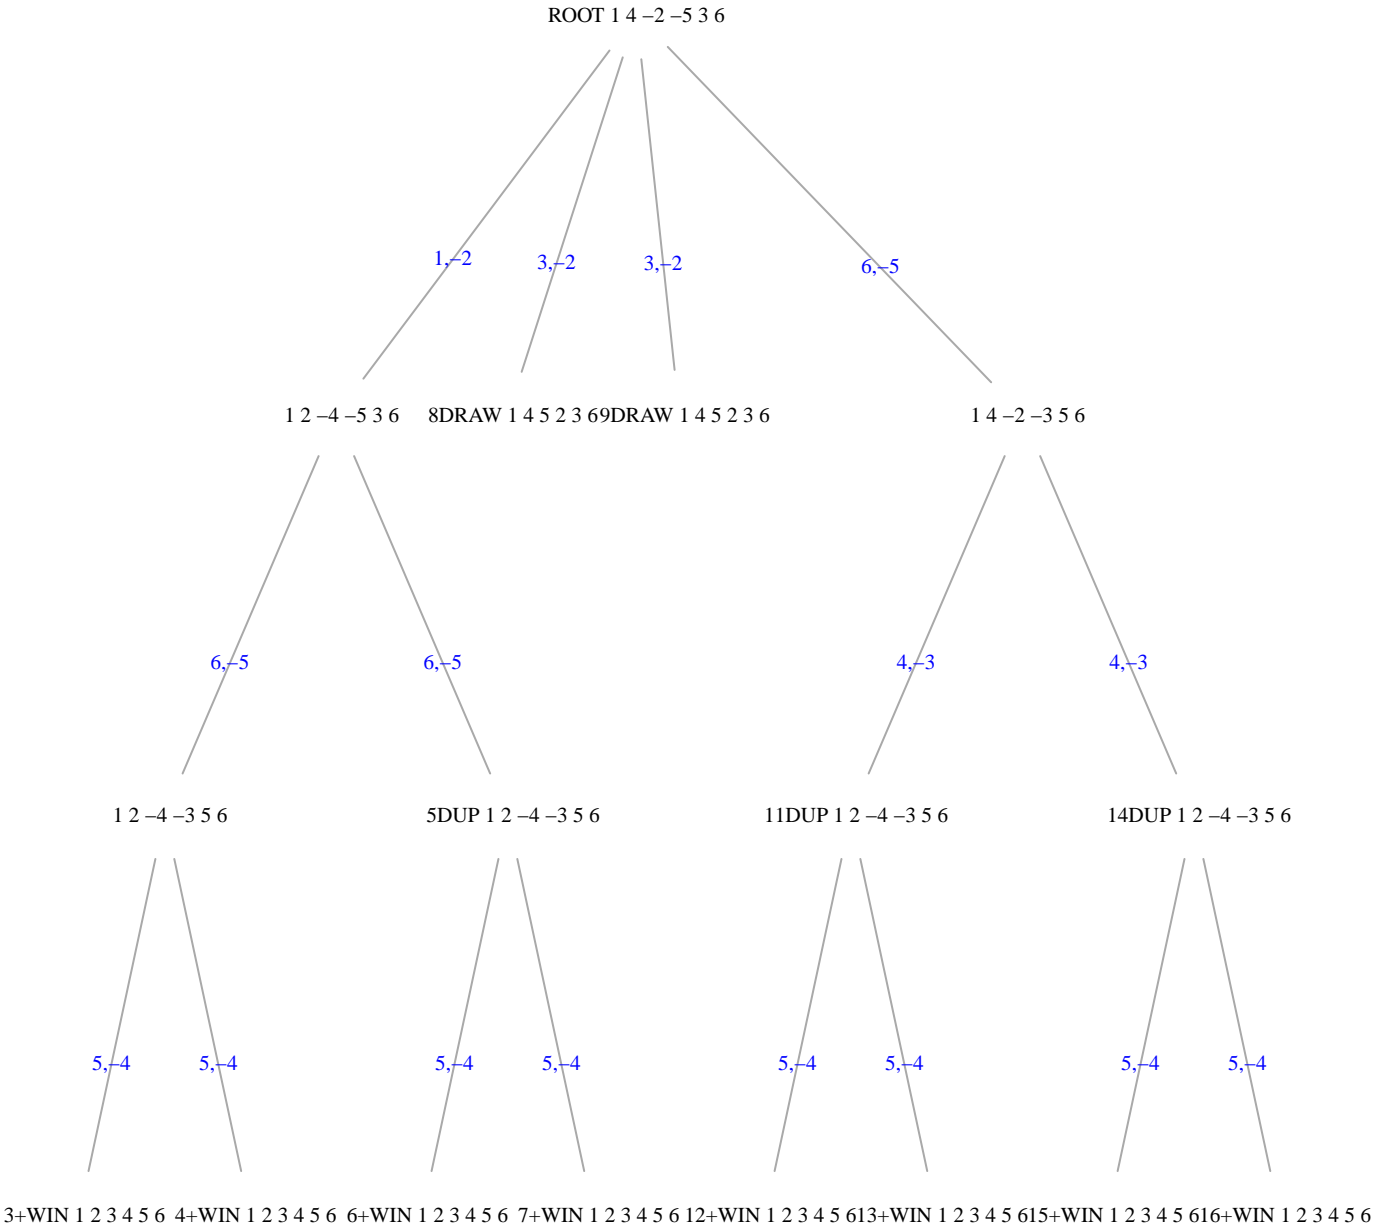 ROOT 1 4 –2 –5 3 6
1,–2 3,–2 3,–2 6,–5
1 2 –4 –5 3 6 8DRAW 1 4 5 2 3 69DRAW 1 4 5 2 3 6 1 4 –2 –3 5 6
6,–5 6,–5 4,–3 4,–3
1 2 –4 –3 5 6 5DUP 1 2 –4 –3 5 6 11DUP 1 2 –4 –3 5 6 14DUP 1 2 –4 –3 5 6
5,–4 5,–4 5,–4 5,–4 5,–4 5,–4 5,–4 5,–4
3+WIN 1 2 3 4 5 6 4+WIN 1 2 3 4 5 6 6+WIN 1 2 3 4 5 6 7+WIN 1 2 3 4 5 6 12+WIN 1 2 3 4 5 613+WIN 1 2 3 4 5 615+WIN 1 2 3 4 5 616+WIN 1 2 3 4 5 6